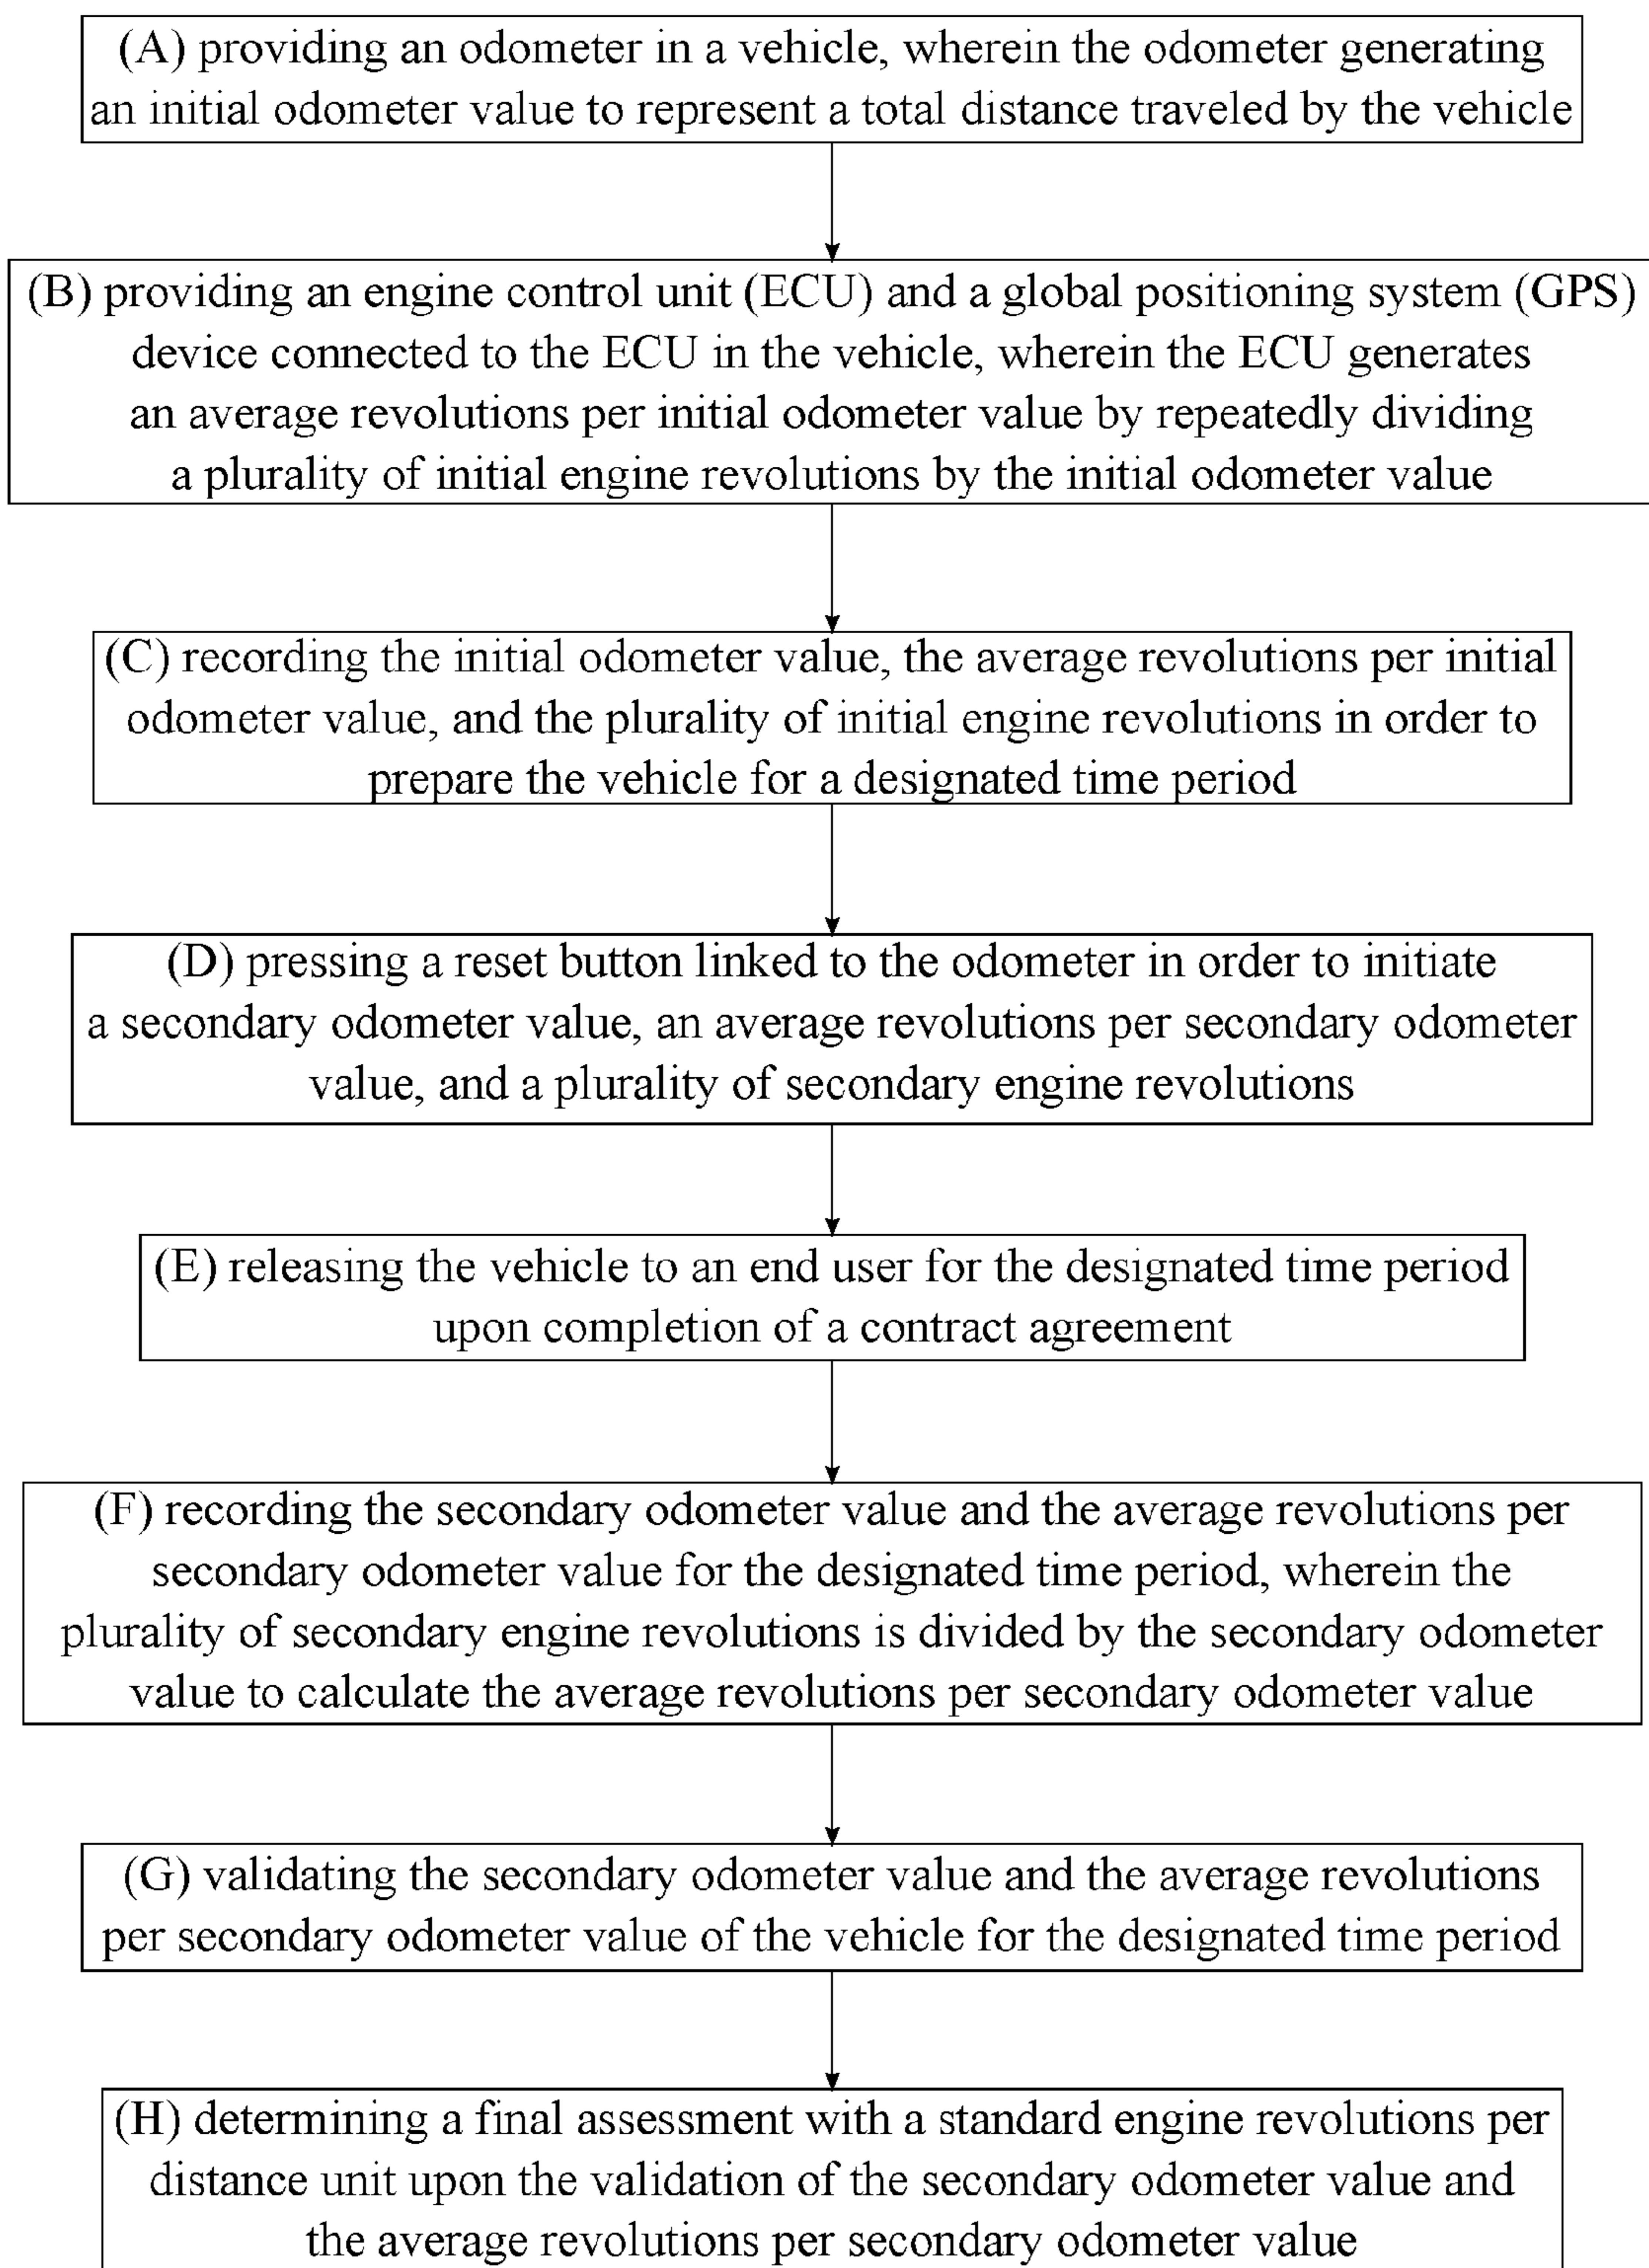 (A) providing an odometer in a vehicle, wherein the odometer generating
an initial odometer value to represent a total distance traveled by the vehicle
(B) providing an engine control unit (ECU) and a global positioning system (GPS)
device connected to the ECU in the vehicle, wherein the ECU generates
an average revolutions per initial odometer value by repeatedly dividing
a plurality of initial engine revolutions by the initial odometer value
(C) recording the initial odometer value, the average revolutions per initial
odometer value, and the plurality of initial engine revolutions in order to
prepare the vehicle for a designated time period
(D) pressing a reset button linked to the odometer in order to initiate
a secondary odometer value, an average revolutions per secondary odometer
value, and a plurality of secondary engine revolutions
(E) releasing the vehicle to an end user for the designated time period
upon completion of a contract agreement
(F) recording the secondary odometer value and the average revolutions per
secondary odometer value for the designated time period, wherein the
plurality of secondary engine revolutions is divided by the secondary odometer
value to calculate the average revolutions per secondary odometer value
(G) validating the secondary odometer value and the average revolutions
per secondary odometer value of the vehicle for the designated time period
(H) determining a final assessment with a standard engine revolutions per
distance unit upon the validation of the secondary odometer value and
the average revolutions per secondary odometer value